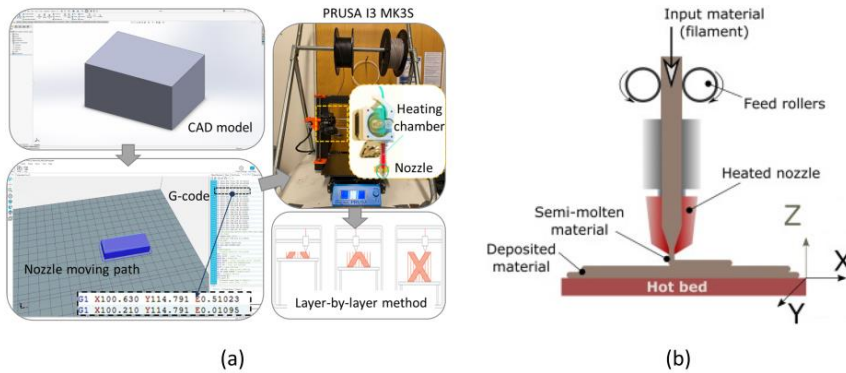 PRUSA I3 MK3S
CAD model
Heating
chamber
Nozzle
G-code
Nozzle moving path
G1 X100.630 Y114.791 E0.51023
G1 X100.210 Y114.791 E0.01095
Layer-by-layer method
(a)
Input material
(filament)
Feed rollers
Heated nozzle
Semi-molten
material
Deposited
material
Hot bed
Z
X
Y
(b)